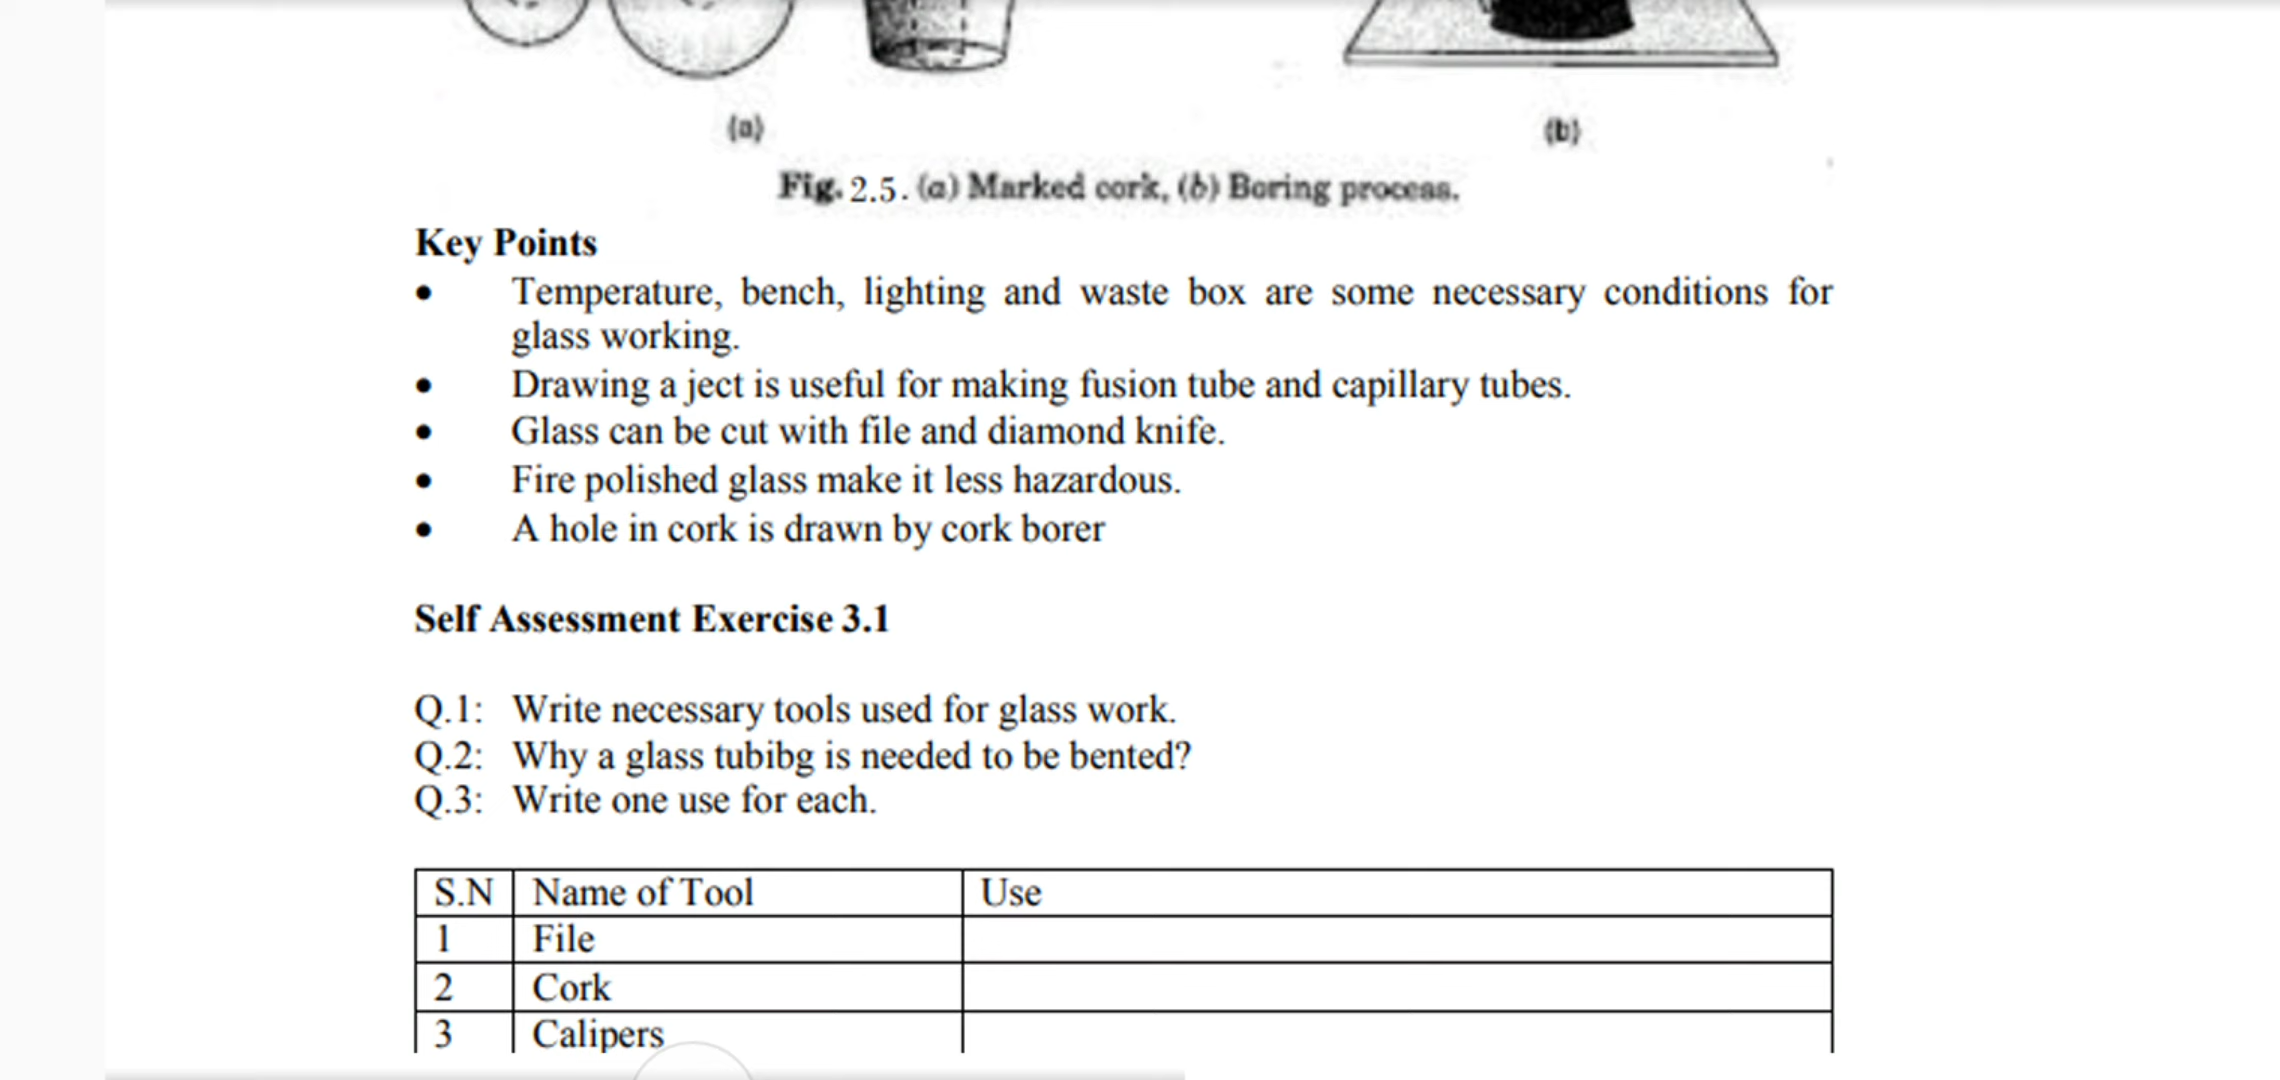 (a)
(b)
Fig. 2.5. (a) Marked cork, (b) Boring process.
Key Points
• Temperature, bench, lighting and waste box are some necessary conditions for
glass working.
• Drawing a ject is useful for making fusion tube and capillary tubes.
• Glass can be cut with file and diamond knife.
• Fire polished glass make it less hazardous.
• A hole in cork is drawn by cork borer
Self Assessment Exercise 3.1
Q.1: Write necessary tools used for glass work.
Q.2: Why a glass tubibg is needed to be bented?
Q.3: Write one use for each.
S.N Name of Tool Use
1 File
2 Cork
3 Calipers